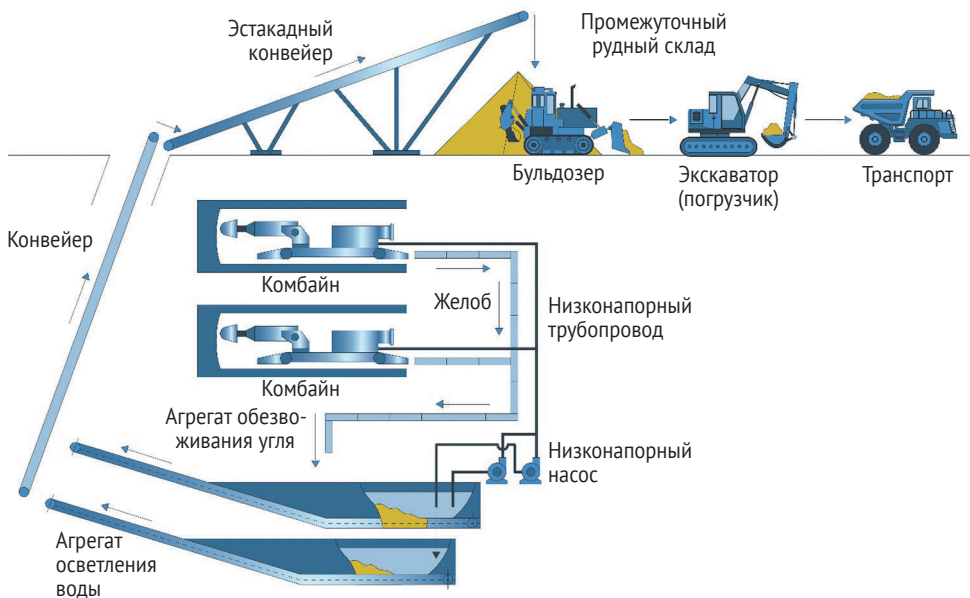 Эстакадный
конвейер
Промежуточный
рудный склад
Бульдозер
Экскаватор
(погрузчик)
Транспорт
Конвейер
Комбайн
Желоб
Низконапорный
трубопровод
Комбайн
Агрегат обезво-
живания угля
Низконапорный
насос
Агрегат
осветления
воды